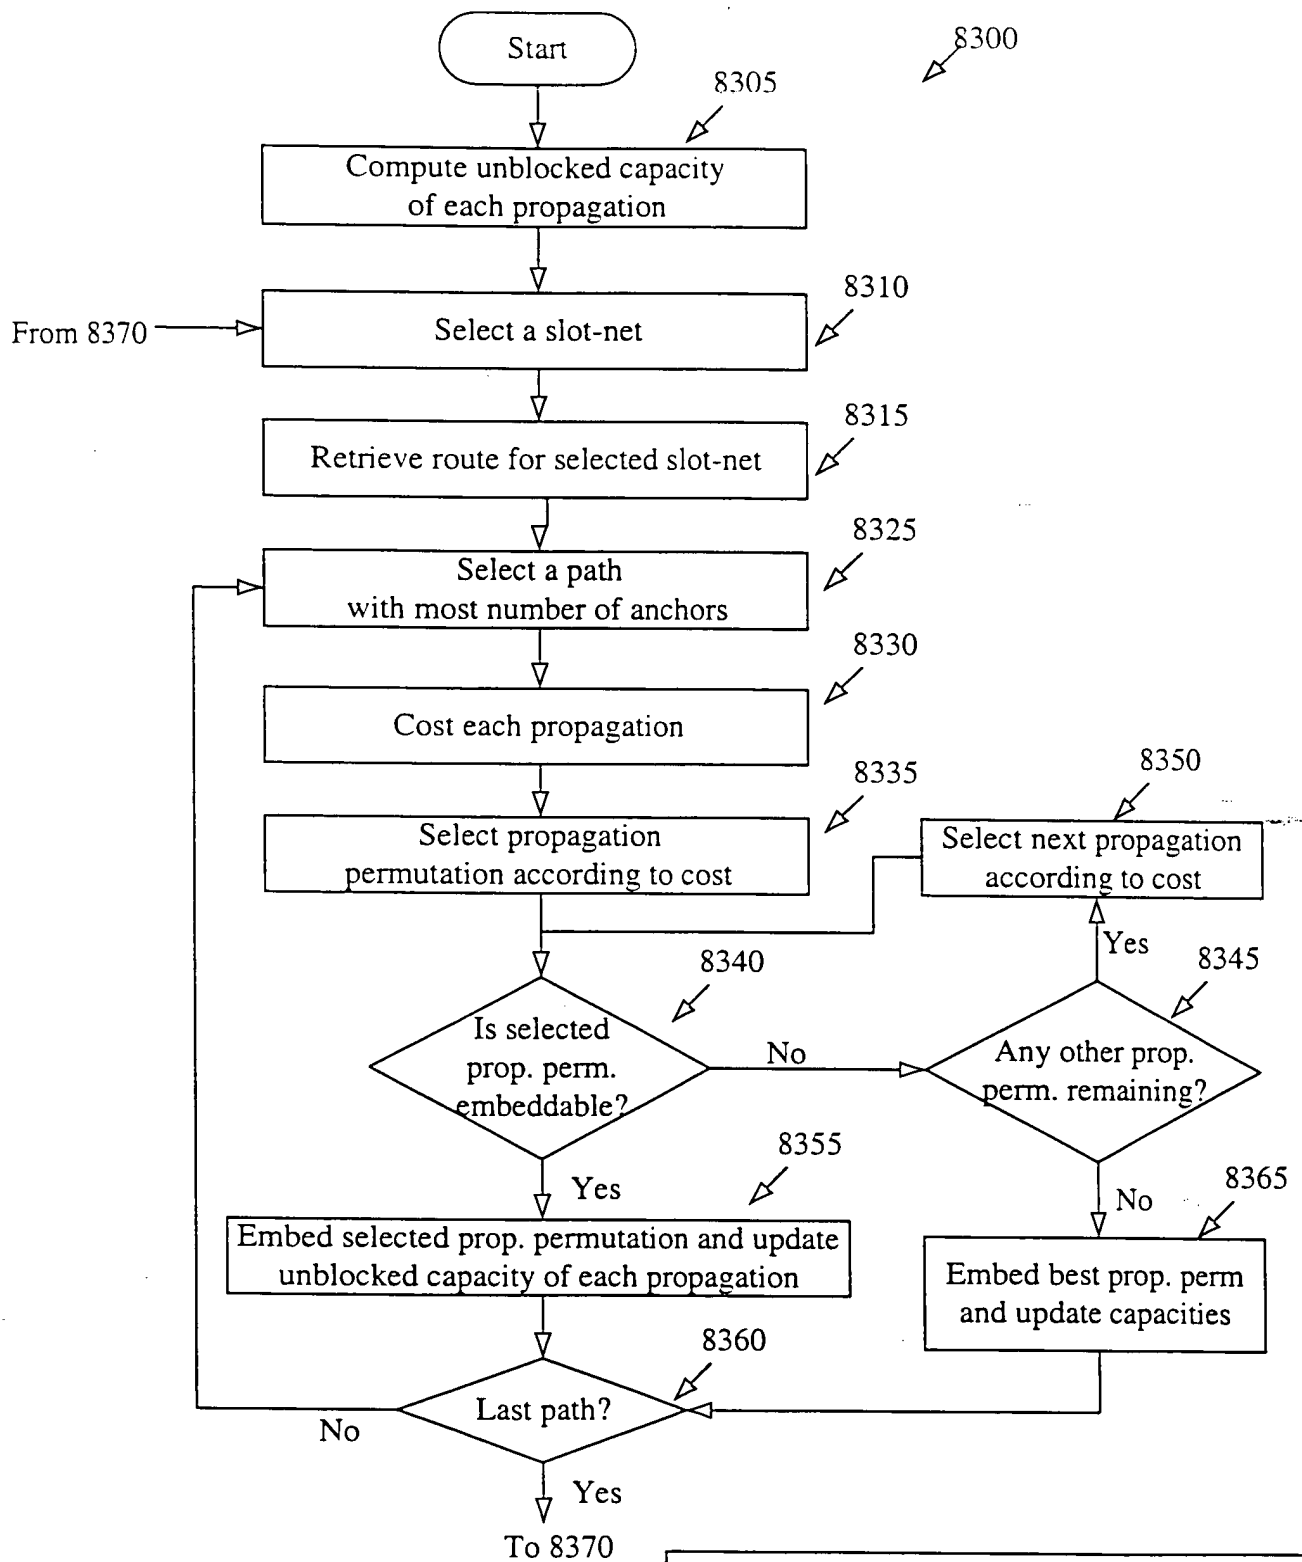 Start
8300
8305
Compute unblocked capacity
of each propagation
8310
From 8370
Select a slot-net
8315
Retrieve route for selected slot-net
8325
Select a path
with most number of anchors
8330
Cost each propagation
8335
8350
Select propagation
permutation according to cost
Select next propagation
according to cost
Yes
8340
8345
Is selected
prop. perm.
embeddable?
No
Any other prop.
perm. remaining?
8355
Yes
No
8365
Embed selected prop. permutation and update
unblocked capacity of each propagation
Embed best prop. perm
and update capacities
8360
Last path?
No
Yes
To 8370